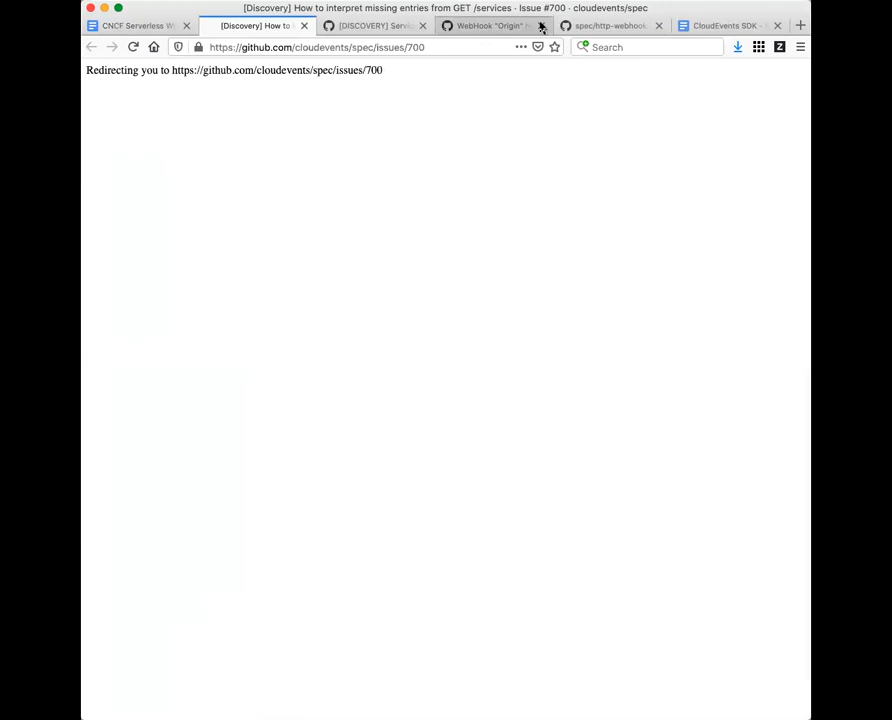 [Discovery] How to interpret missing entries from GET /services · Issue #700 · cloudevents/spec
CNCF Serverless W
[Discovery] How to
[DISCOVERY] Servic
WebHook "Origin"
spec/http-webhook.
CloudEvents SDK -
https://github.com/cloudevents/spec/issues/700
Search
Z
Redirecting you to https://github.com/cloudevents/spec/issues/700